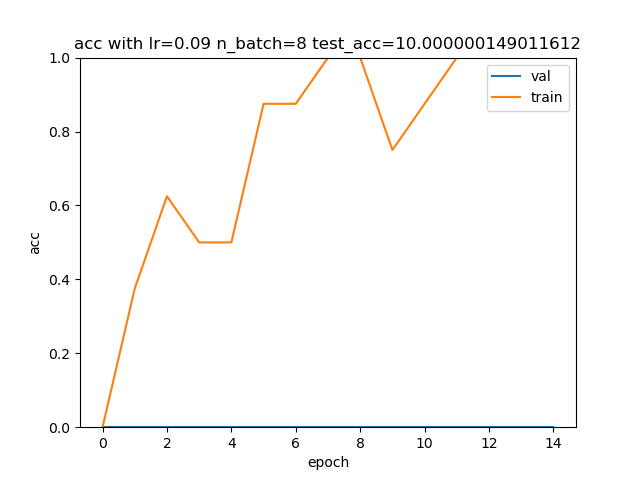 acc with lr=0.09 n_batch=8 test_acc=10.000000149011612
val
train
1.0
0.8
0.6
0.4
0.2
0.0
acc
0 2 4 6 8 10 12 14
epoch